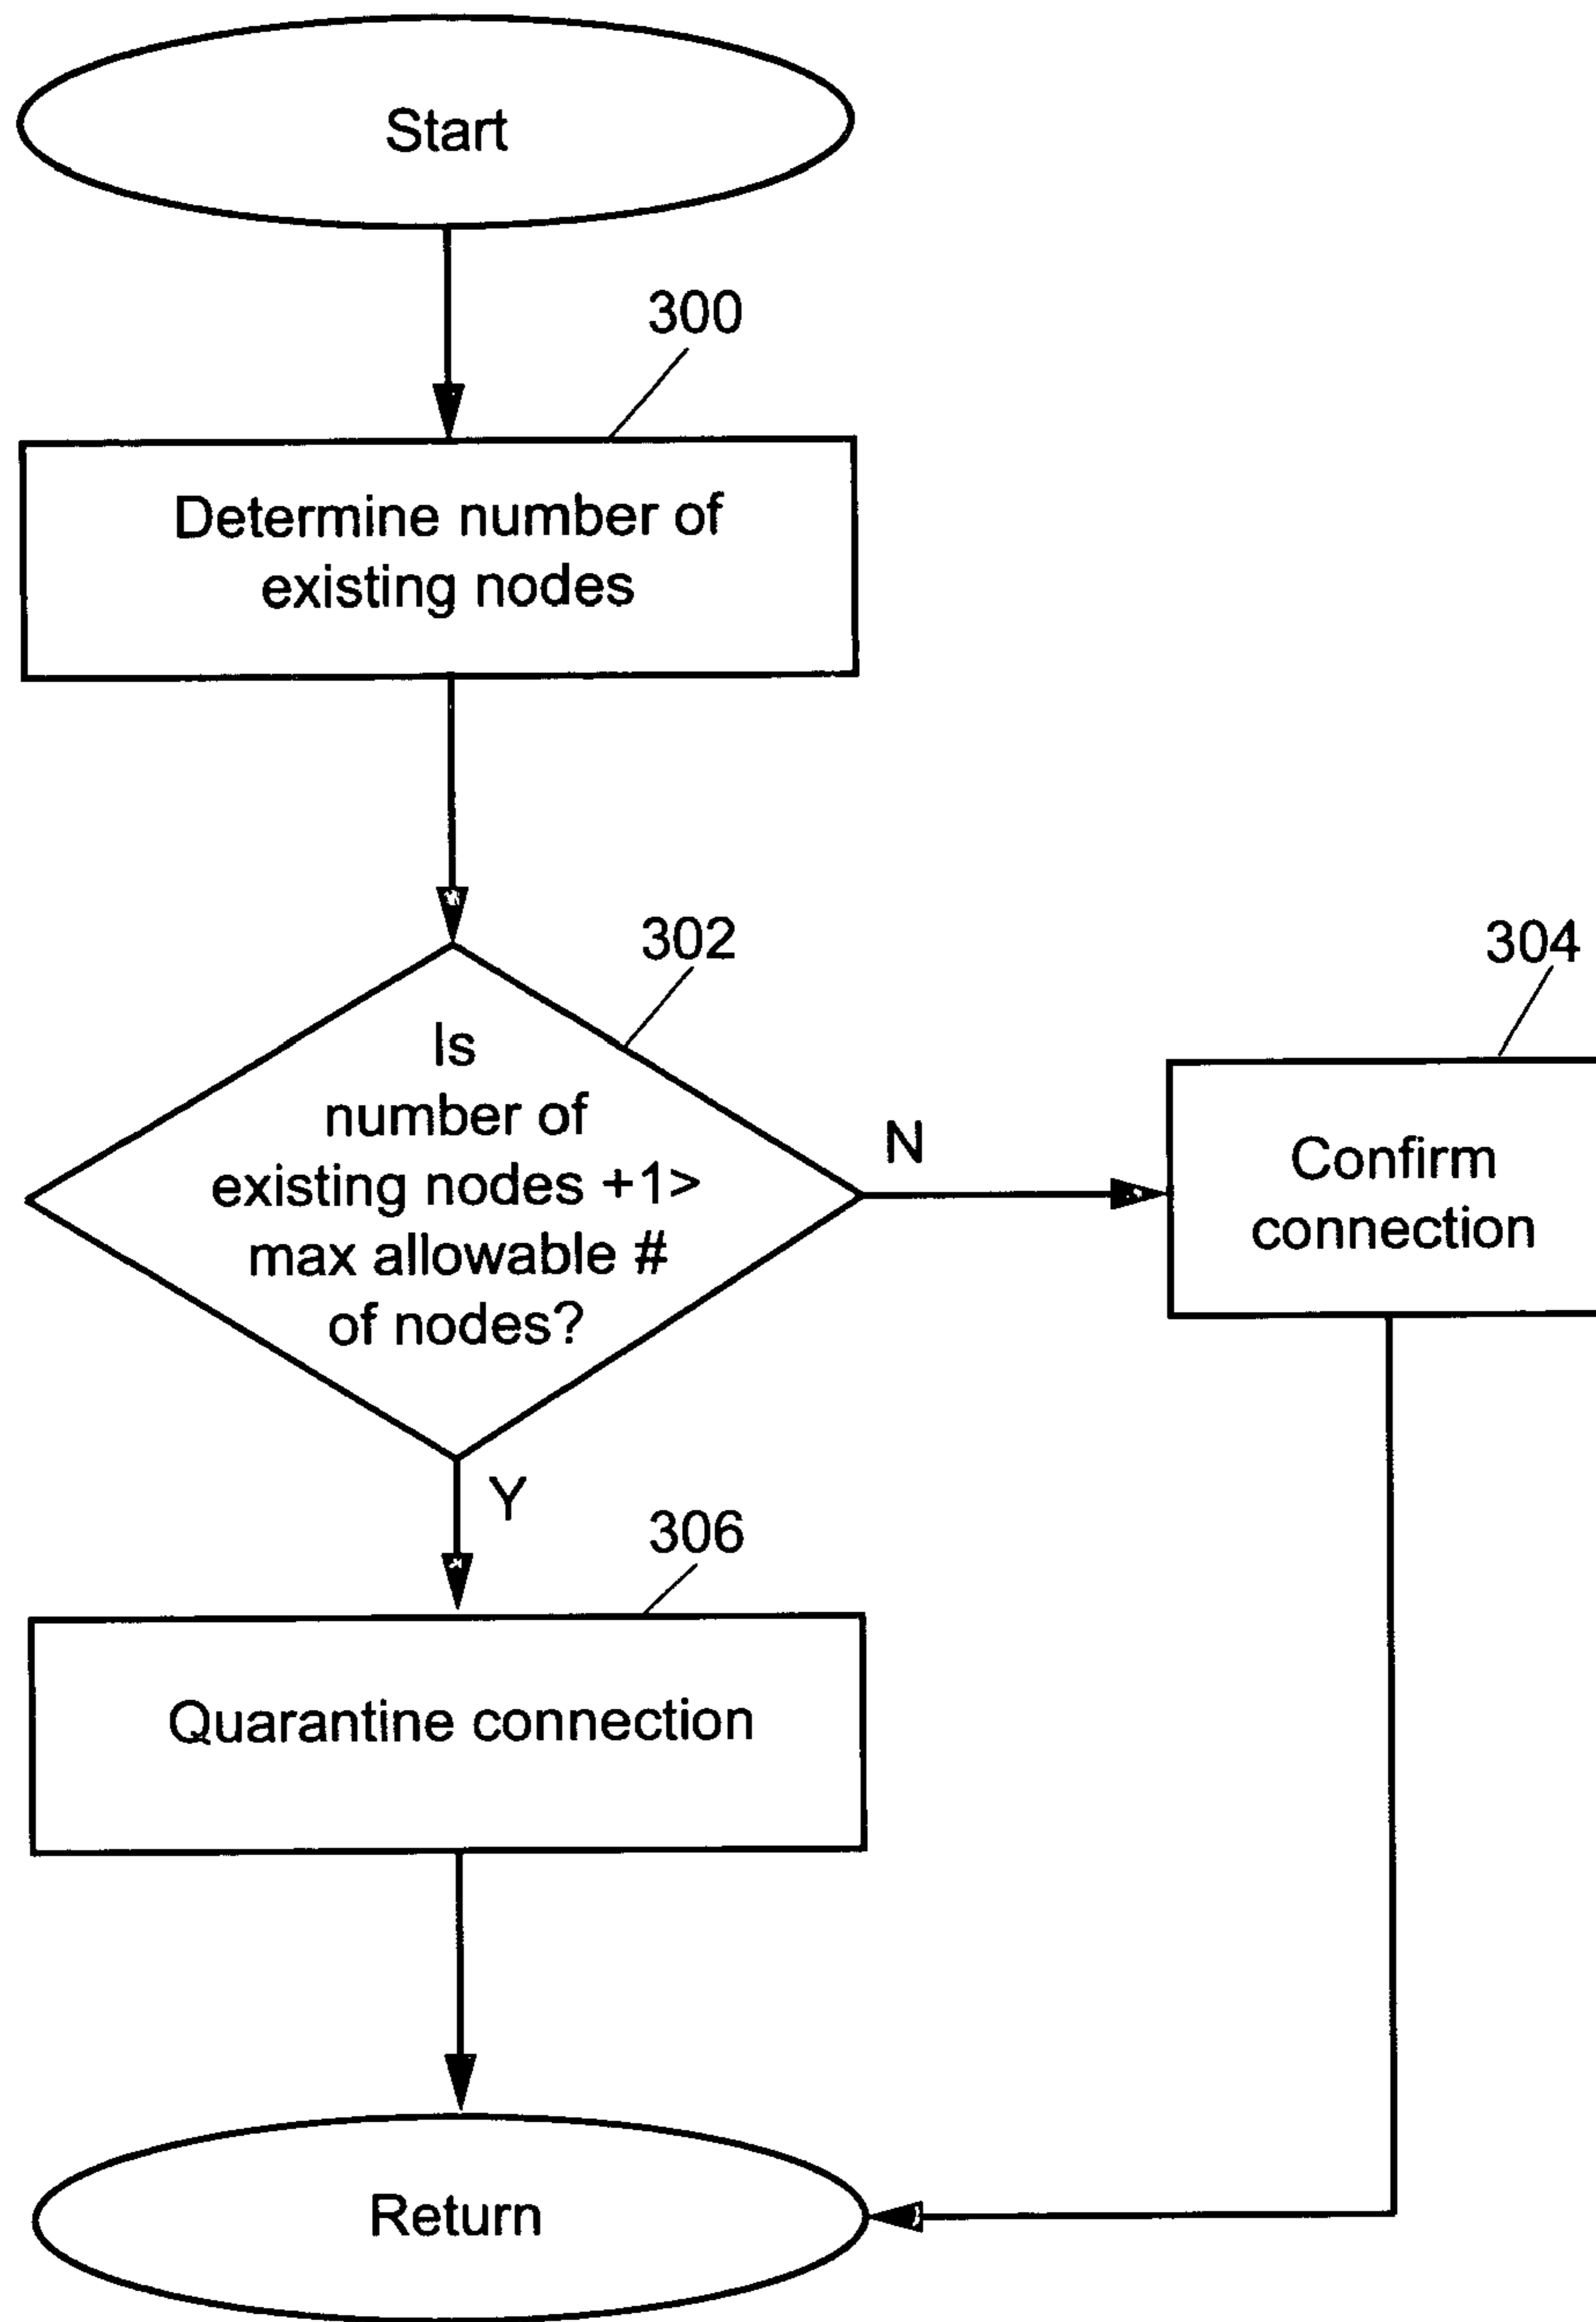 Start
300
Determine number of
existing nodes
302
304
Is
number of
existing nodes +1>
max allowable #
of nodes?
N
Confirm
connection
Y
306
Quarantine connection
Return